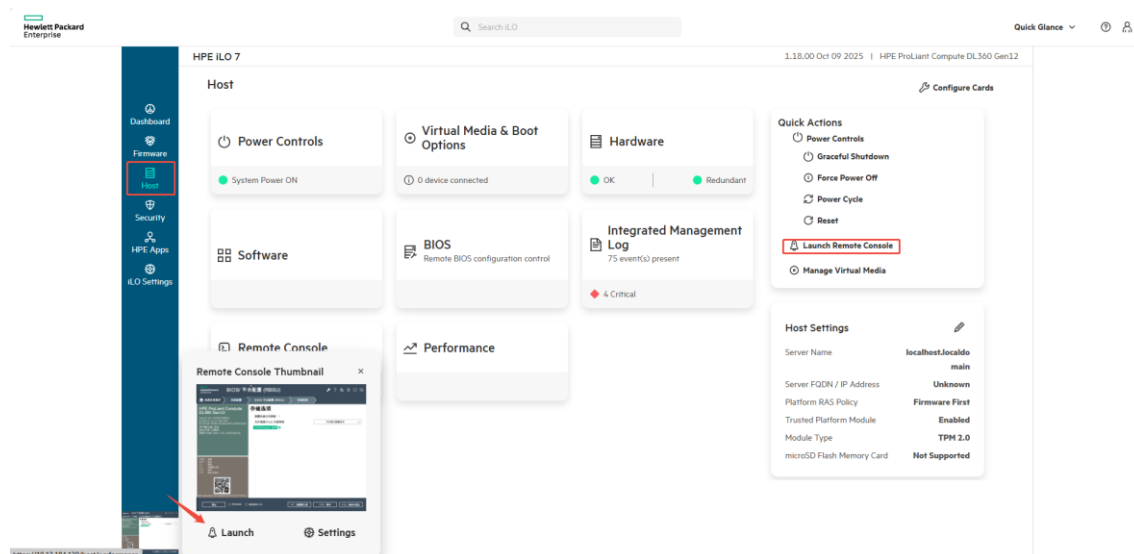 Hewlett Packard
Enterprise
Search iLO
Quick Glance
HPE iLO 7
1.18.00 Oct 09 2025 | HPE ProLiant Compute DL360 Gen12
Host
Configure Cards
Dashboard
Firmware
Host
Security
HPE Apps
iLO Settings
Power Controls
System Power ON
Virtual Media & Boot
Options
0 device connected
Hardware
OK
Redundant
Software
BIOS
Remote BIOS configuration control
Integrated Management
Log
75 event(s) present
4 Critical
Remote Console
Performance
Quick Actions
Power Controls
Graceful Shutdown
Force Power Off
Power Cycle
Reset
Launch Remote Console
Manage Virtual Media
Host Settings
Server Name localhost.localdo
main
Server FQDN / IP Address Unknown
Platform RAS Policy Firmware First
Trusted Platform Module Enabled
Module Type TPM 2.0
microSD Flash Memory Card Not Supported
Remote Console Thumbnail
HPE ProLiant Compute
DL360 Gen12
Launch
Settings